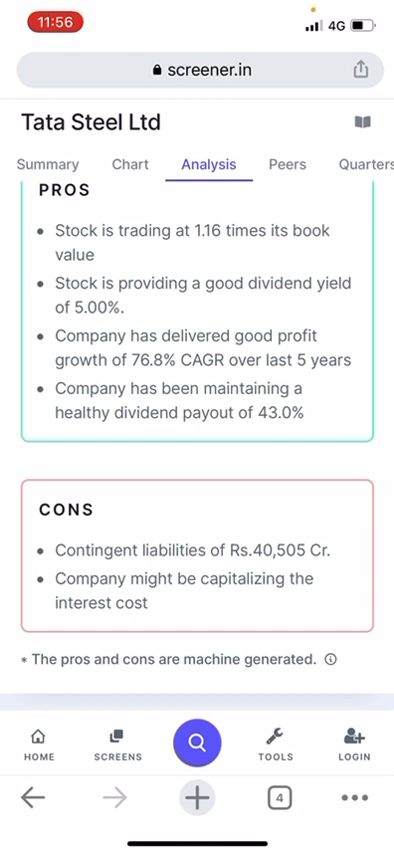 11:56
4G
screener.in
Tata Steel Ltd
Summary Chart Analysis Peers Quarters
PROS
Stock is trading at 1.16 times its book
value
Stock is providing a good dividend yield
of 5.00%.
Company has delivered good profit
growth of 76.8% CAGR over last 5 years
Company has been maintaining a
healthy dividend payout of 43.0%
CONS
Contingent liabilities of Rs.40,505 Cr.
Company might be capitalizing the
interest cost
* The pros and cons are machine generated.
HOME SCREENS TOOLS LOGIN
4